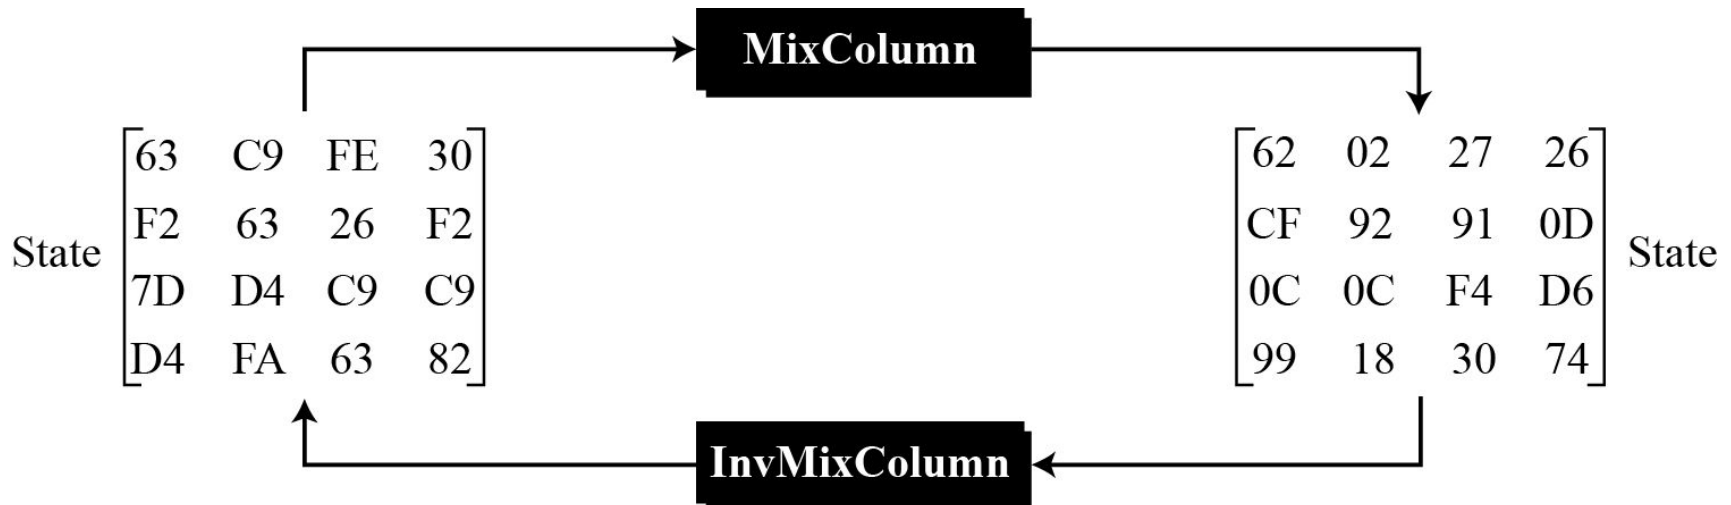 MixColumn
63 C9 FE 30 62 02 27 26
F2 63 26 F2 CF 92 91 0D
State State
7D D4 C9 C9 0C 0C F4 D6
D4 FA 63 82 99 18 30 74
InvMixColumn